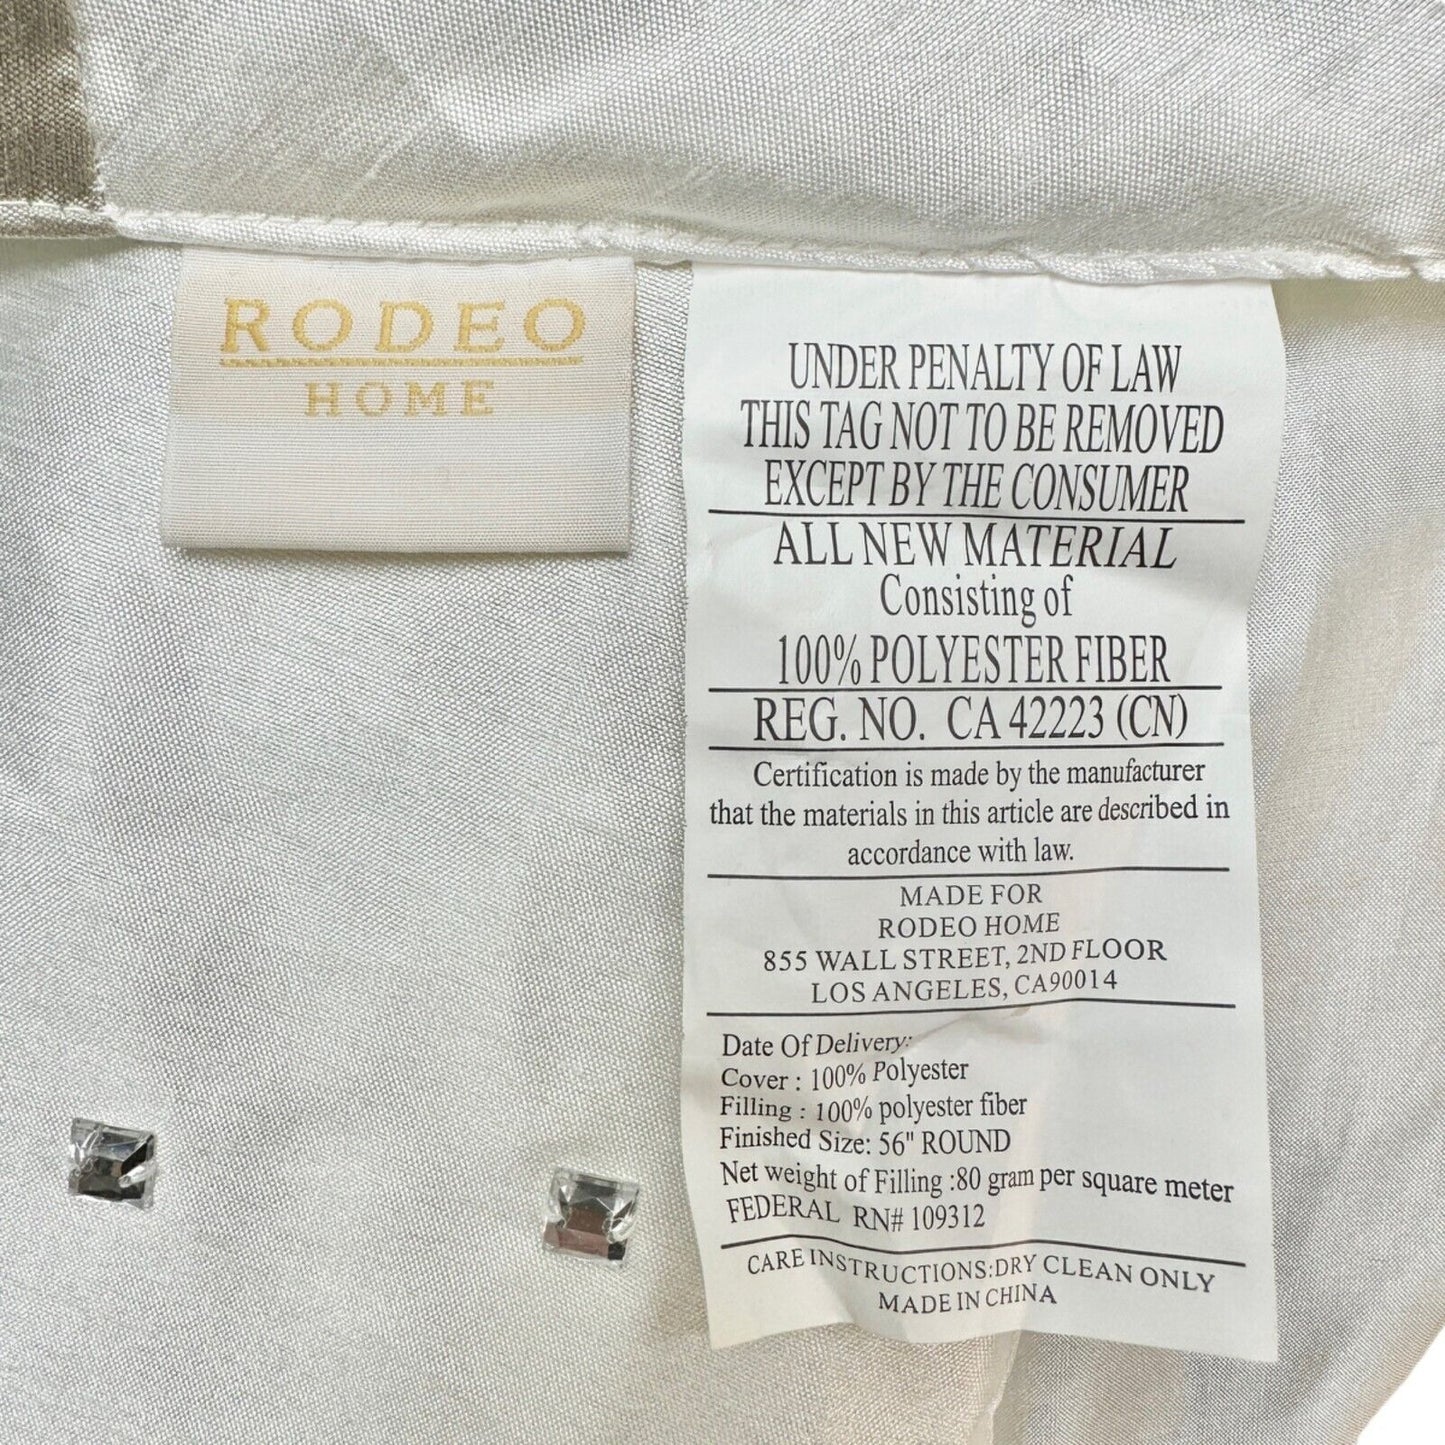 RODEO
HOME
UNDER PENALTY OF LAW
THIS TAG NOT TO BE REMOVED
EXCEPT BY THE CONSUMER
ALL NEW MATERIAL
Consisting of
100% POLYESTER FIBER
REG. NO. CA 42223 (CN)
Certification is made by the manufacturer
that the materials in this article are described in
accordance with law.
MADE FOR
RODEO HOME
855 WALL STREET, 2ND FLOOR
LOS ANGELES, CA90014
Date Of Delivery:
Cover : 100% Polyester
Filling : 100% polyester fiber
Finished Size: 56" ROUND
Net weight of Filling :80 gram per square meter
FEDERAL RN# 109312
CARE INSTRUCTIONS:DRY CLEAN ONLY
MADE IN CHINA